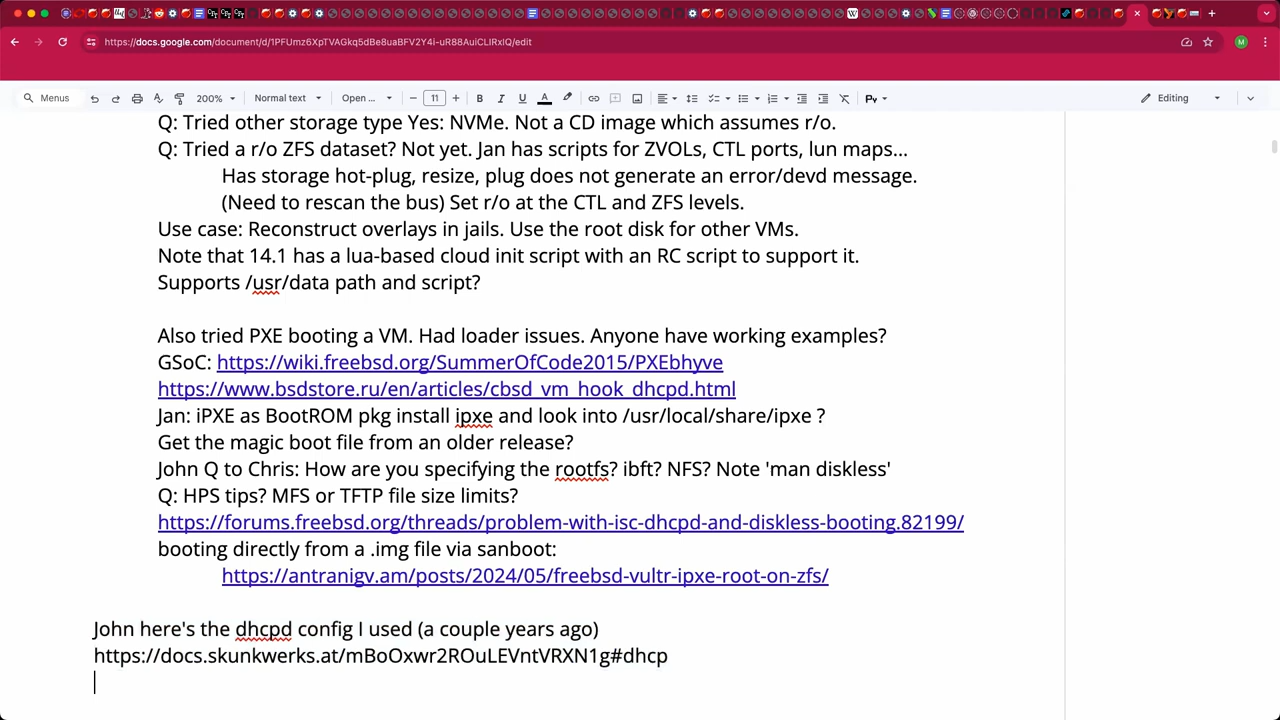 https://docs.google.com/document/d/1PFUmz6XpTVAGkq5dBe8uaBFV2Y4i-uR88AuiCLIRxIQ/edit
M
Menus
200%
Normal text
Open ...
11
Editing
Q: Tried other storage type Yes: NVMe. Not a CD image which assumes r/o.
Q: Tried a r/o ZFS dataset? Not yet. Jan has scripts for ZVOLs, CTL ports, lun maps...
Has storage hot-plug, resize, plug does not generate an error/devd message.
(Need to rescan the bus) Set r/o at the CTL and ZFS levels.
Use case: Reconstruct overlays in jails. Use the root disk for other VMs.
Note that 14.1 has a lua-based cloud init script with an RC script to support it.
Supports /usr/data path and script?
Also tried PXE booting a VM. Had loader issues. Anyone have working examples?
GSoC: https://wiki.freebsd.org/SummerOfCode2015/PXEbhyve
https://www.bsdstore.ru/en/articles/cbsd_vm_hook_dhcpd.html
Jan: iPXE as BootROM pkg install ipxe and look into /usr/local/share/ipxe ?
Get the magic boot file from an older release?
John Q to Chris: How are you specifying the rootfs? ibft? NFS? Note 'man diskless'
Q: HPS tips? MFS or TFTP file size limits?
https://forums.freebsd.org/threads/problem-with-isc-dhcpd-and-diskless-booting.82199/
booting directly from a .img file via sanboot:
https://antranigv.am/posts/2024/05/freebsd-vultr-ipxe-root-on-zfs/
John here's the dhcpd config I used (a couple years ago)
https://docs.skunkwerks.at/mBoOxwr2ROuLEVntVRXN1g#dhcp